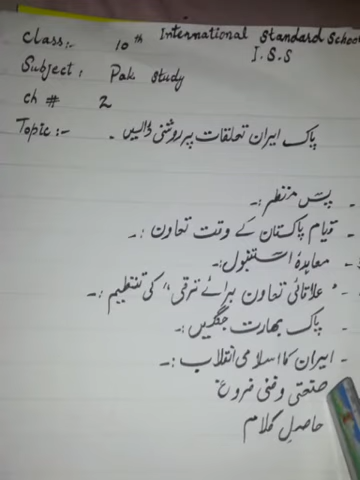 Class:- 10th International Standard School
I.S.S
Subject: Pak Study
Ch # 2
Topic:- پاک ایران تعلقات پر روشنی ڈالیں۔
- پس منظر:-
- قیام پاکستان کے وقت تعاون:-
- معاہدۂ استنبول:-
- "علاقائی تعاون برائے ترقی" کی تنظیم:-
- پاک بھارت جنگیں:-
- ایران کا اسلامی انقلاب:-
صنعتی و فنی فروغ
حاصل کلام